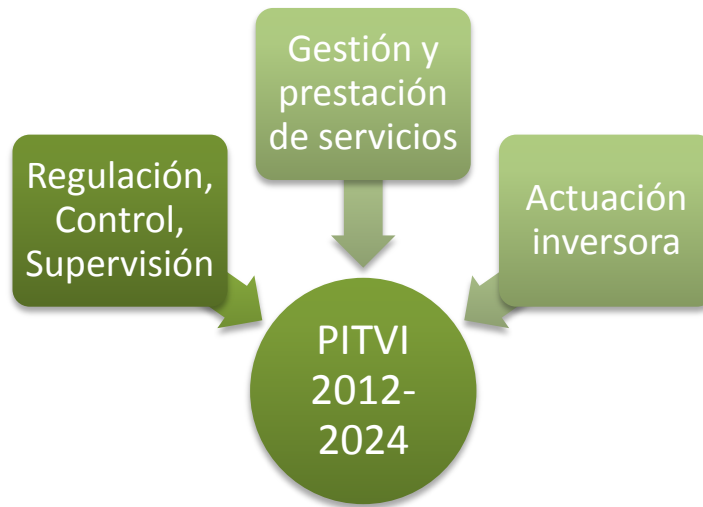 Gestión y
prestación
de servicios
Regulación,
Control,
Supervisión
Actuación
inversora
PITVI
2012-
2024